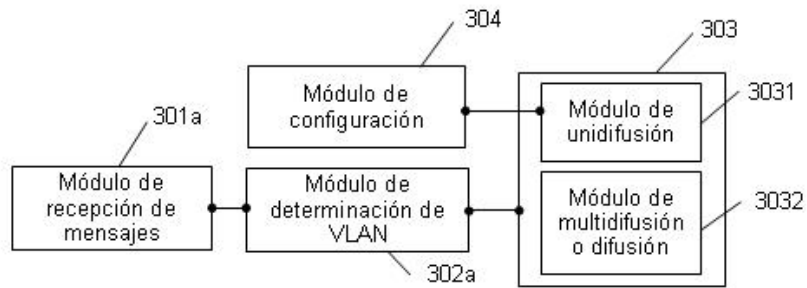 304
303
Módulo de
configuración
Módulo de
unidifusión
3031
301a
Módulo de
recepción de
mensajes
Módulo de
determinación de
VLAN
Módulo de
multidifusión
o difusión
3032
302a